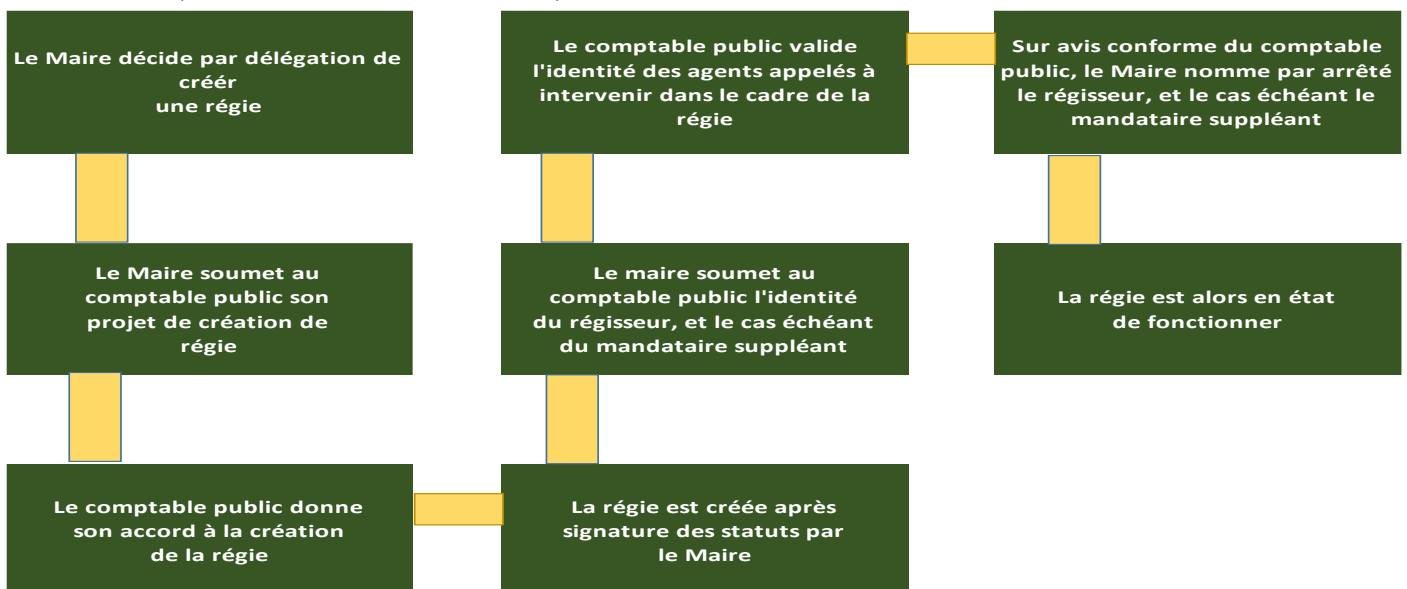 Le Maire décide par délégation de
créér
une régie
Le Maire soumet au
comptable public son
projet de création de
régie
Le comptable public donne
son accord à la création
de la régie
La régie est créée après
signature des statuts par
le Maire
Le maire soumet au
comptable public l'identité
du régisseur, et le cas échéant
du mandataire suppléant
Le comptable public valide
l'identité des agents appelés à
intervenir dans le cadre de la
régie
Sur avis conforme du comptable
public, le Maire nomme par arrêté
le régisseur, et le cas échéant le
mandataire suppléant
La régie est alors en état
de fonctionner